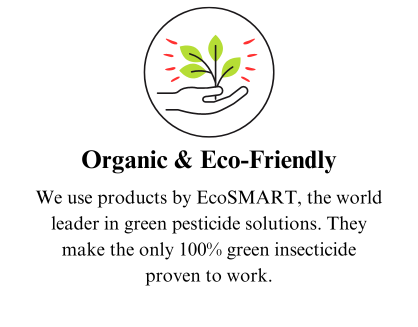 Organic & Eco-Friendly
We use products by EcoSMART, the world
leader in green pesticide solutions. They
make the only 100% green insecticide
proven to work.